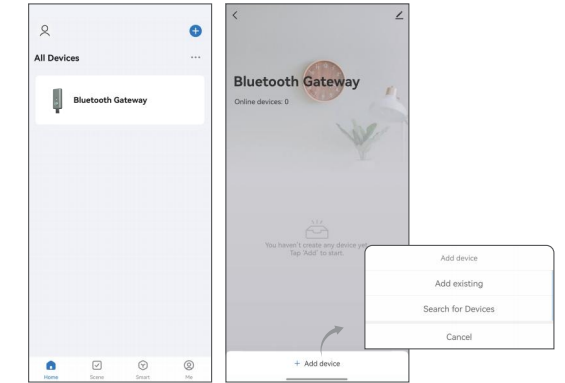 All Devices
Bluetooth Gateway
Home
Scene
Smart
Me
Bluetooth Gateway
Online devices: 0
You haven't create any device yet
Tap 'Add' to start.
+ Add device
Add device
Add existing
Search for Devices
Cancel